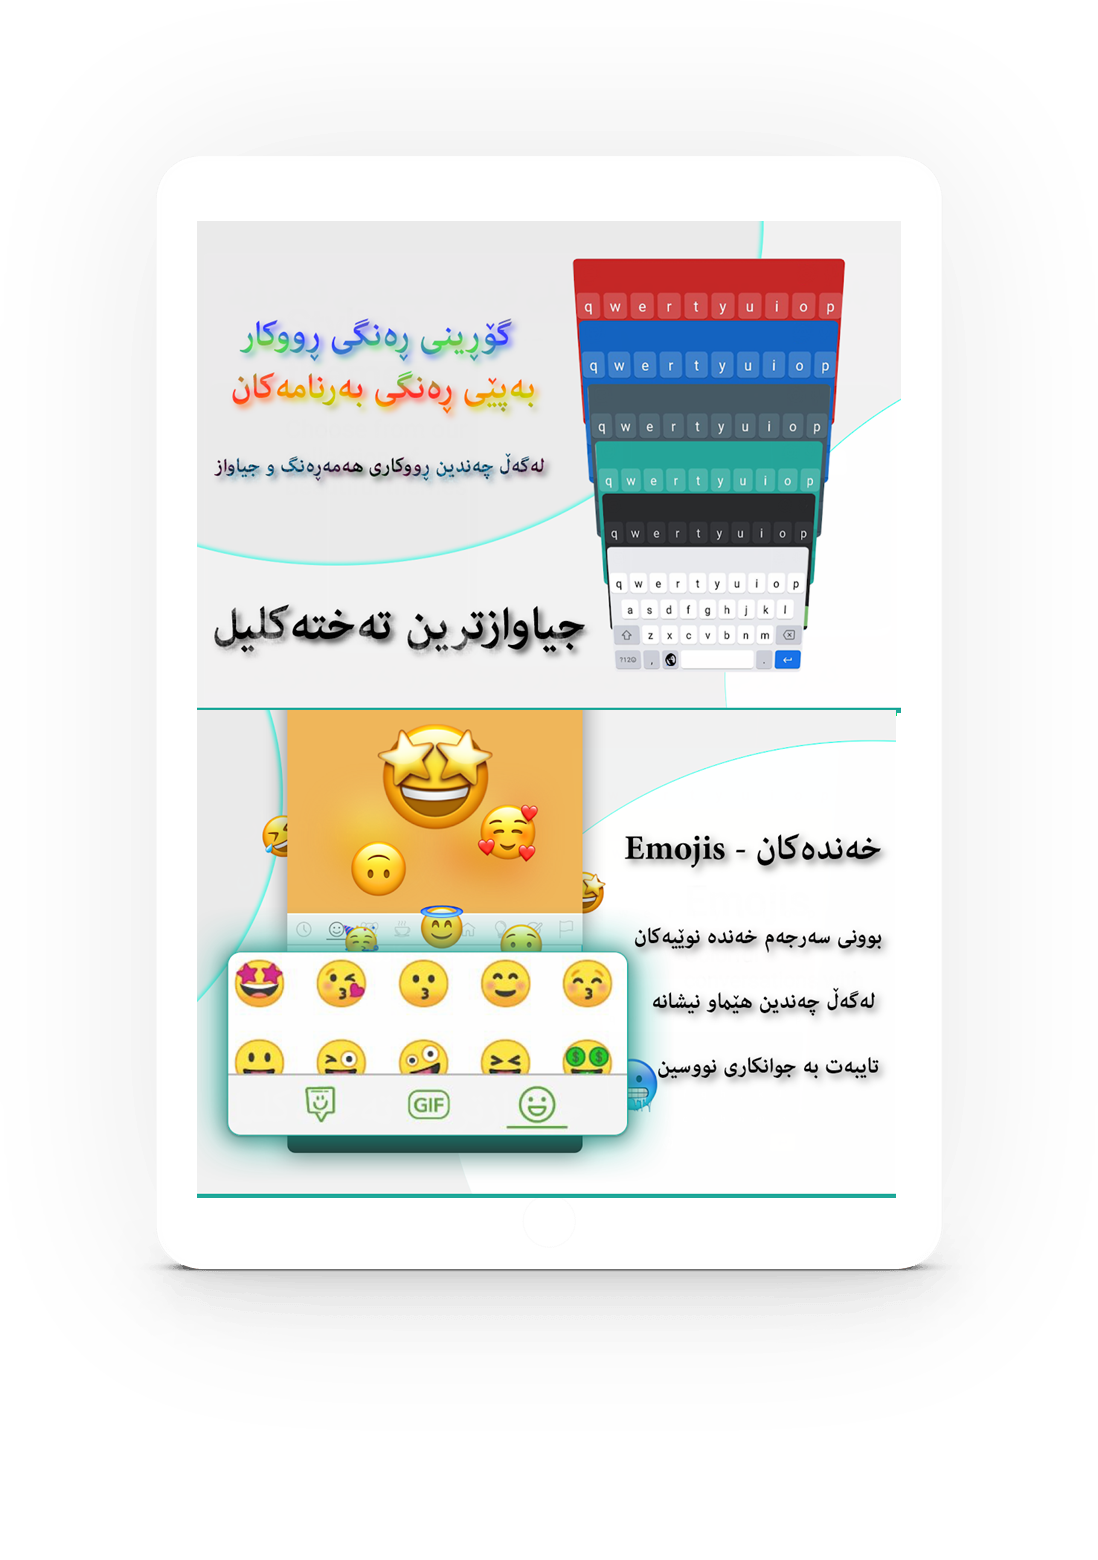 گۆڕینی ڕەنگی ڕووکار
بەپێی ڕەنگی بەرنامەکان
لەگەڵ چەندین ڕووکاری هەمەڕەنگ و جیاواز
جیاوازترین تەختەکلیل
q w e r t y u i o p
q w e r t y u i o p
q w e r t y u i o p
q w e r t y u i o p
q w e r t y u i o p
q w e r t y u i o p
a s d f g h j k l
z x c v b n m
?123 , .
خەندەکان - Emojis
بوونی سەرجەم خەندە نوێیەکان
لەگەڵ چەندین هێماو نیشانە
تایبەت بە جوانکاری نووسین
GIF